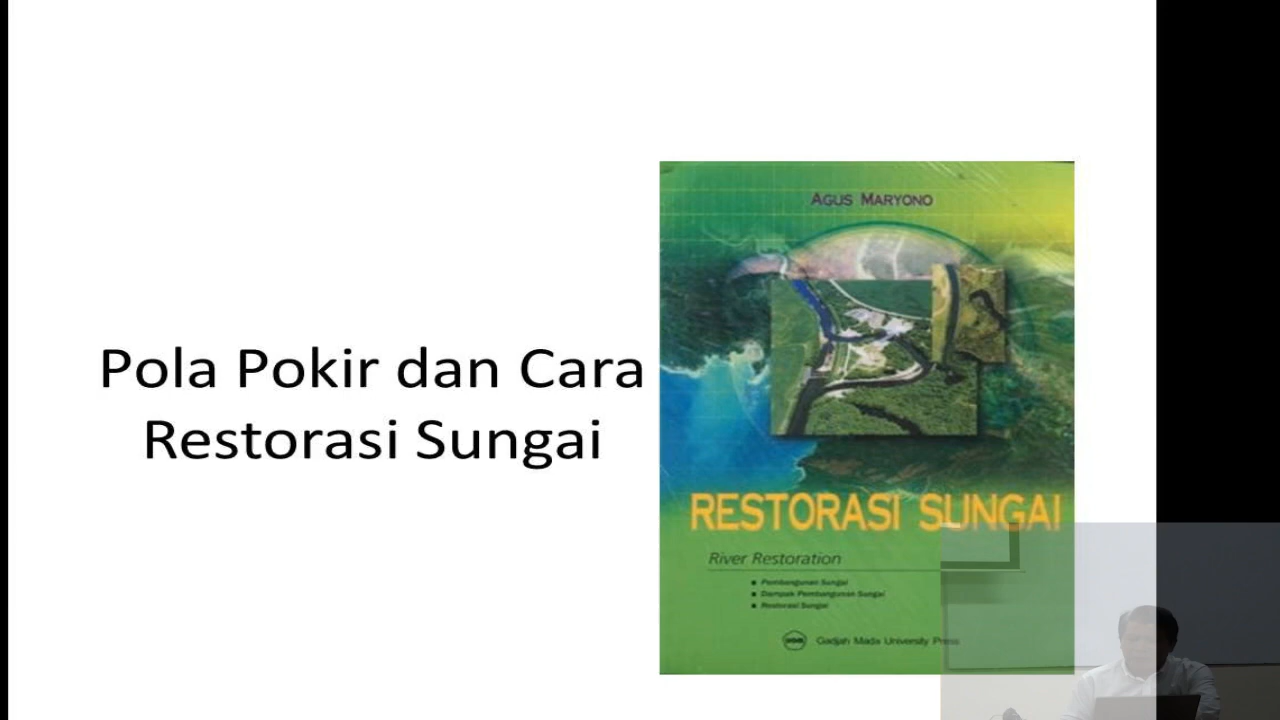 Pola Pokir dan Cara
Restorasi Sungai
AGUS MARYONO
RESTORASI SUNGAI
River Restoration
Pembangunan Sungai
Dampak Pembangunan Sungai
Restorasi Sungai
Gadjah Mada University Press